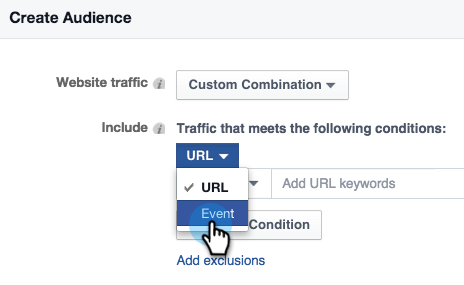 Create Audience
Website traffic i Custom Combination
Include i Traffic that meets the following conditions:
URL
✓ URL
Add URL keywords
Event
Condition
Add exclusions